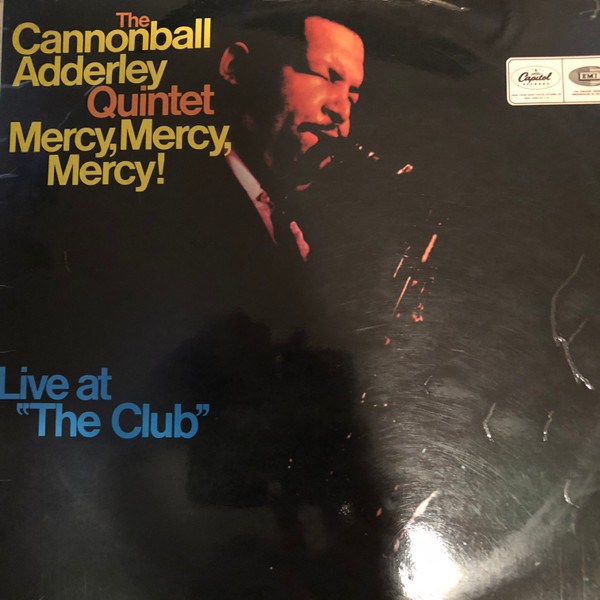 The
Cannonball
Adderley
Quintet
Mercy, Mercy,
Mercy!
Capitol
EMI
Live at
“The Club”